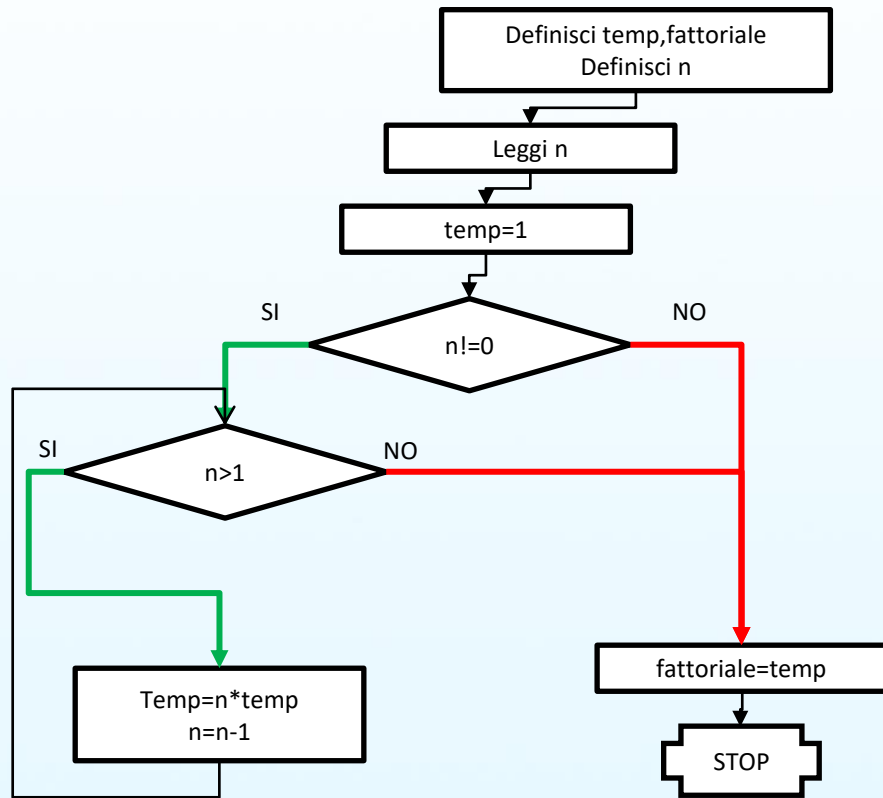 Definisci temp,fattoriale
Definisci n
Leggi n
temp=1
SI
NO
n!=0
SI
NO
n>1
Temp=n*temp
n=n-1
fattoriale=temp
STOP